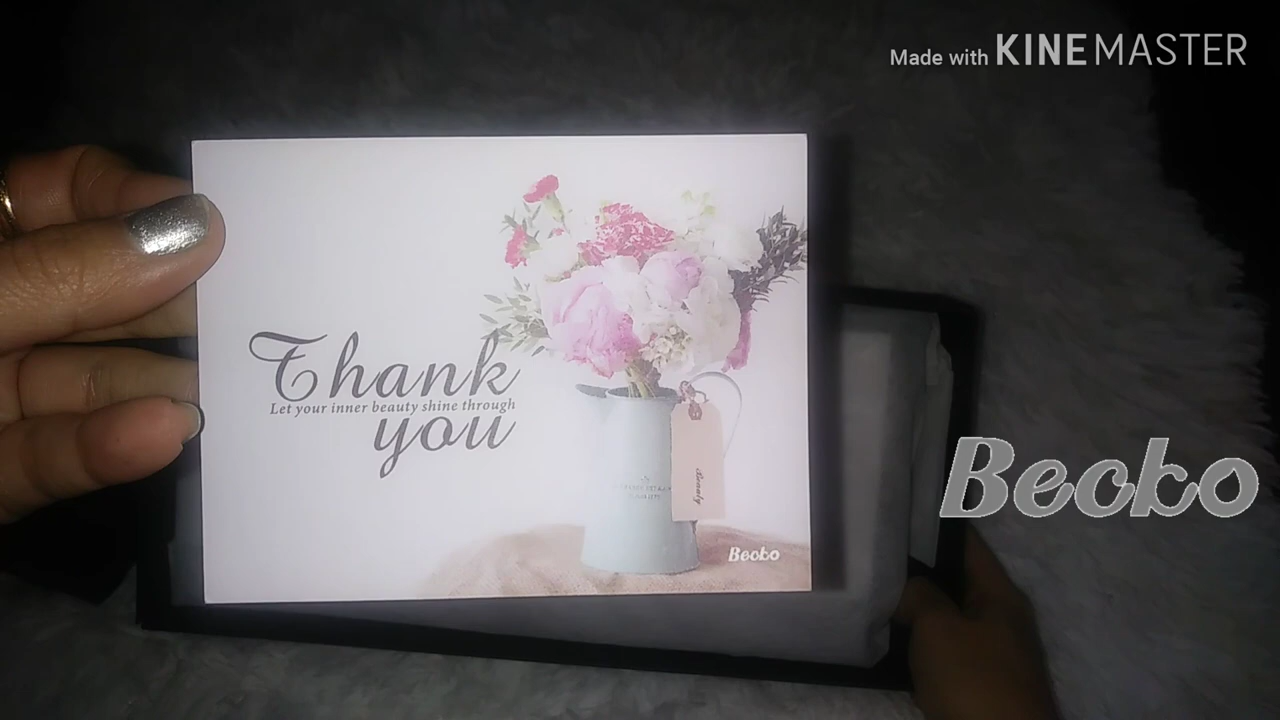 Made with KINEMASTER
Thank
Let your inner beauty shine through
you
Beauty
Becko
Becko